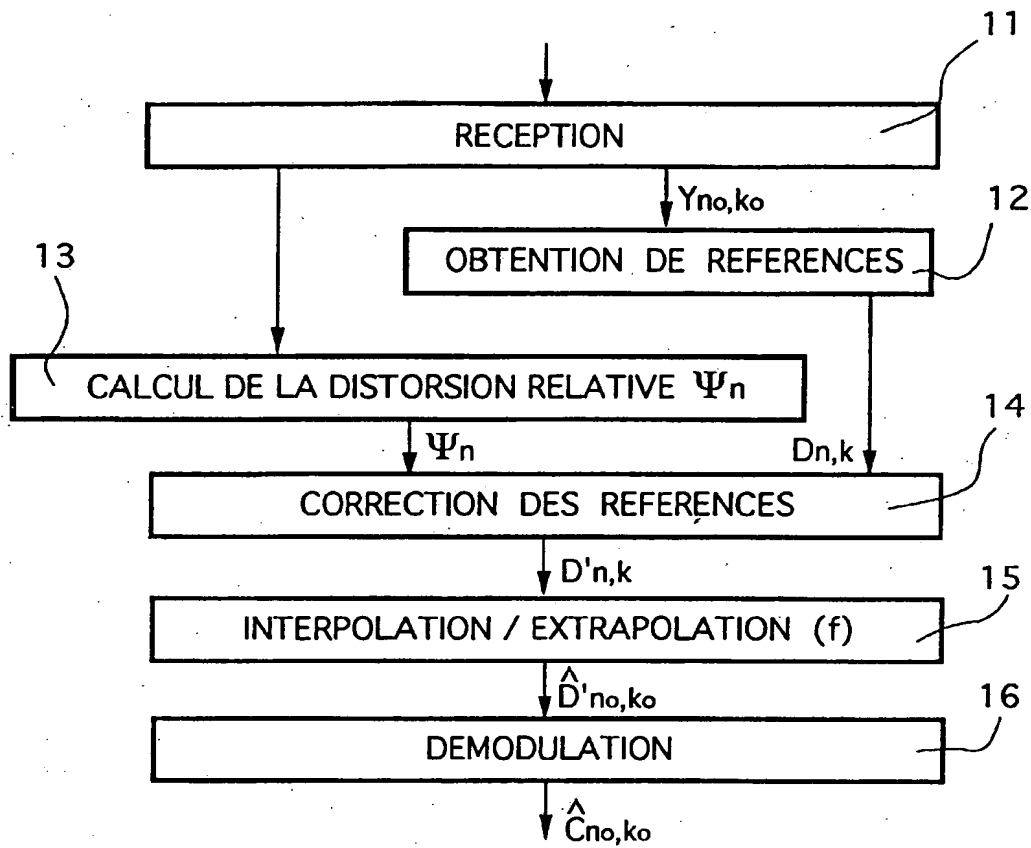 11
RECEPTION
Yno,ko
12
OBTENTION DE REFERENCES
13
CALCUL DE LA DISTORSION RELATIVE Ψn
Ψn
Dn,k
14
CORRECTION DES REFERENCES
D'n,k
15
INTERPOLATION / EXTRAPOLATION (f)
D̂'no,ko
16
DEMODULATION
Ĉno,ko